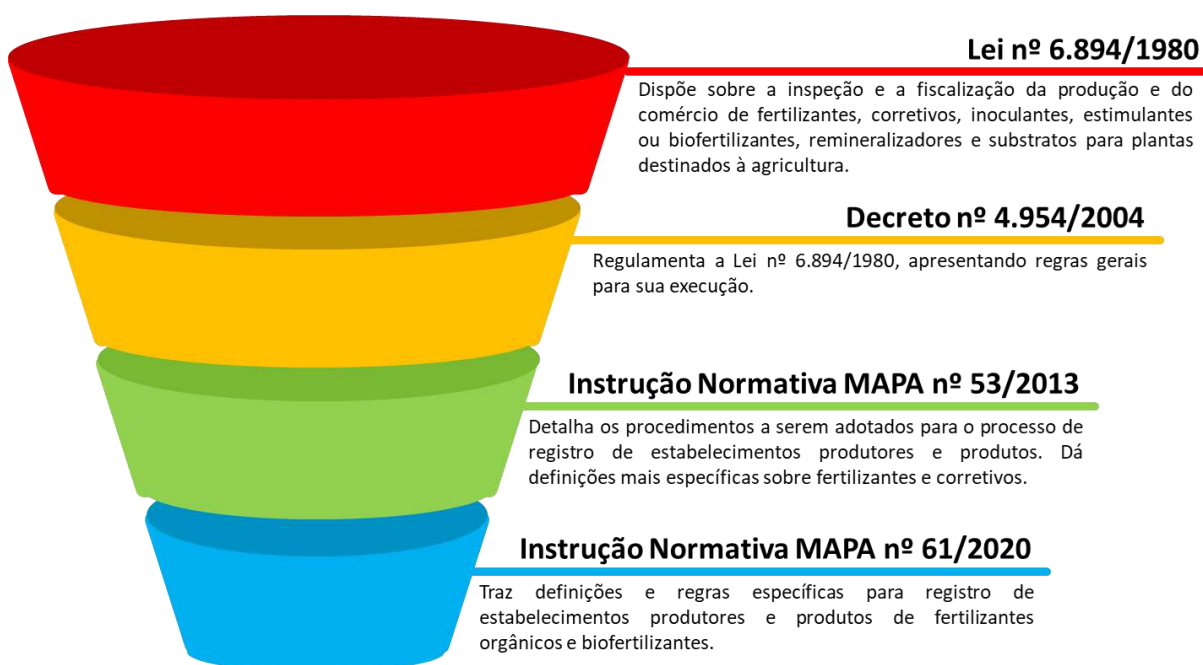 Lei nº 6.894/1980
Dispõe sobre a inspeção e a fiscalização da produção e do
comércio de fertilizantes, corretivos, inoculantes, estimulantes
ou biofertilizantes, remineralizadores e substratos para plantas
destinados à agricultura.
Decreto nº 4.954/2004
Regulamenta a Lei nº 6.894/1980, apresentando regras gerais
para sua execução.
Instrução Normativa MAPA nº 53/2013
Detalha os procedimentos a serem adotados para o processo de
registro de estabelecimentos produtores e produtos. Dá
definições mais específicas sobre fertilizantes e corretivos.
Instrução Normativa MAPA nº 61/2020
Traz definições e regras específicas para registro de
estabelecimentos produtores e produtos de fertilizantes
orgânicos e biofertilizantes.